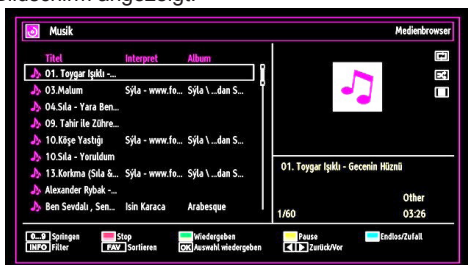 Bildschirm angezeigt.
Musik Medienbrowser
Titel Interpret Album
01. Toygar Işıklı -...
03.Malum Sýla - www.fo... Sýla \ ...dan S...
04.Sıla - Yara Ben...
09. Tahir ile Zühre...
10.Köşe Yastığı Sýla - www.fo... Sýla \ ...dan S...
10.Sıla - Yoruldum
13.Korkma (Sıla &... Sýla - www.fo... Sýla \ ...dan S...
Alexander Rybak -...
Ben Sevdalı , Sen... Isin Karaca Arabesque
01. Toygar Işıklı - Gecenin Hüznü
Other
1/60 03:26
0...9 Springen Stop Wiedergeben Pause Endlos/Zufall
INFO Filter FAV Sortieren OK Auswahl wiedergeben Zurück/Vor